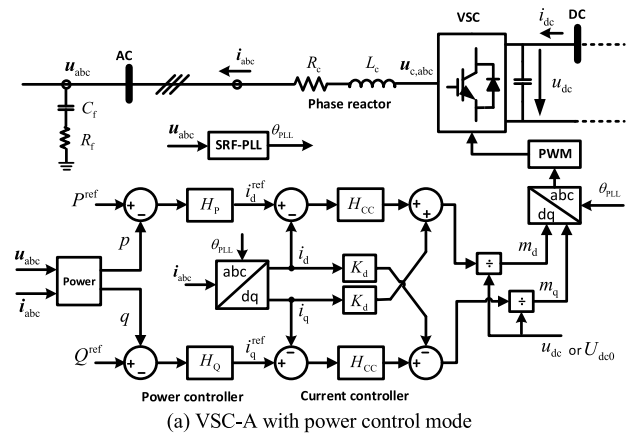 VSC
i_dc DC
u_abc AC i_abc R_c L_c u_c,abc
Phase reactor
u_dc
C_f
R_f
u_abc SRF-PLL θ_PLL
PWM
P^ref + − H_P i_d^ref + − H_CC + +
abc dq θ_PLL
p
θ_PLL
u_abc
i_abc
Power
i_abc abc dq
i_d K_d
i_q K_d
÷ m_d
÷ m_q
q
u_dc or U_dc0
Q^ref + − H_Q i_q^ref + − H_CC + −
Power controller Current controller
(a) VSC-A with power control mode